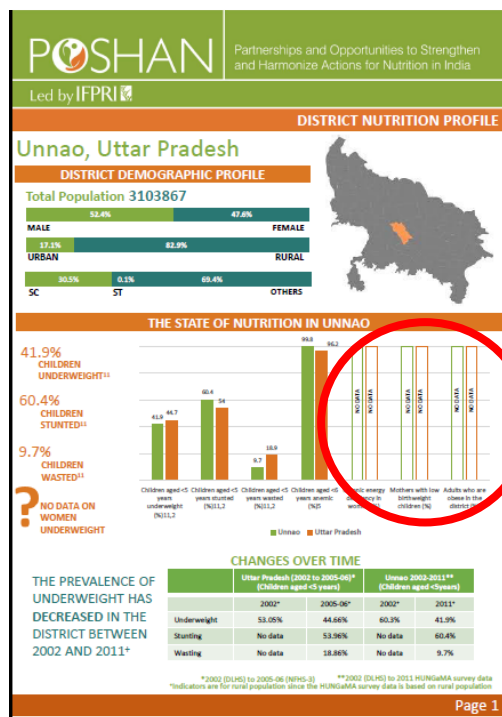 POSHAN
Partnerships and Opportunities to Strengthen
and Harmonize Actions for Nutrition in India
Led by IFPRI
DISTRICT NUTRITION PROFILE
Unnao, Uttar Pradesh
DISTRICT DEMOGRAPHIC PROFILE
Total Population 3103867
52.4% 47.6%
MALE FEMALE
17.1% 82.9%
URBAN RURAL
30.5% 0.1% 69.4%
SC ST OTHERS
THE STATE OF NUTRITION IN UNNAO
41.9%
CHILDREN
UNDERWEIGHT¹¹
60.4%
CHILDREN
STUNTED¹¹
9.7%
CHILDREN
WASTED¹¹
?
NO DATA ON
WOMEN
UNDERWEIGHT
41.9 44.7
60.4 54
9.7 18.9
99.8 96.2
NO DATA NO DATA
NO DATA NO DATA
NO DATA NO DATA
Children aged <5
years
underweight
(%)11,2
Children aged <5
years stunted
(%)11,2
Children aged <5
years wasted
(%)11,2
Children aged <6
years anemic
(%)5
energy
in
Mothers with low
birthweight
children (%)
Adults who are
obese in the
district (%)
Unnao Uttar Pradesh
THE PREVALENCE OF
UNDERWEIGHT HAS
DECREASED IN THE
DISTRICT BETWEEN
2002 AND 2011⁺
CHANGES OVER TIME
Uttar Pradesh (2002 to 2005-06)* Unnao 2002-2011**
(Children aged <5 years) (Children aged <5years)
2002* 2005-06* 2002* 2011*
Underweight 53.05% 44.66% 60.3% 41.9%
Stunting No data 53.96% No data 60.4%
Wasting No data 18.86% No data 9.7%
*2002 (DLHS) to 2005-06 (NFHS-3) **2002 (DLHS) to 2011 HUNGaMA survey data
⁺Indicators are for rural population since the HUNGaMA survey data is based on rural population
Page 1